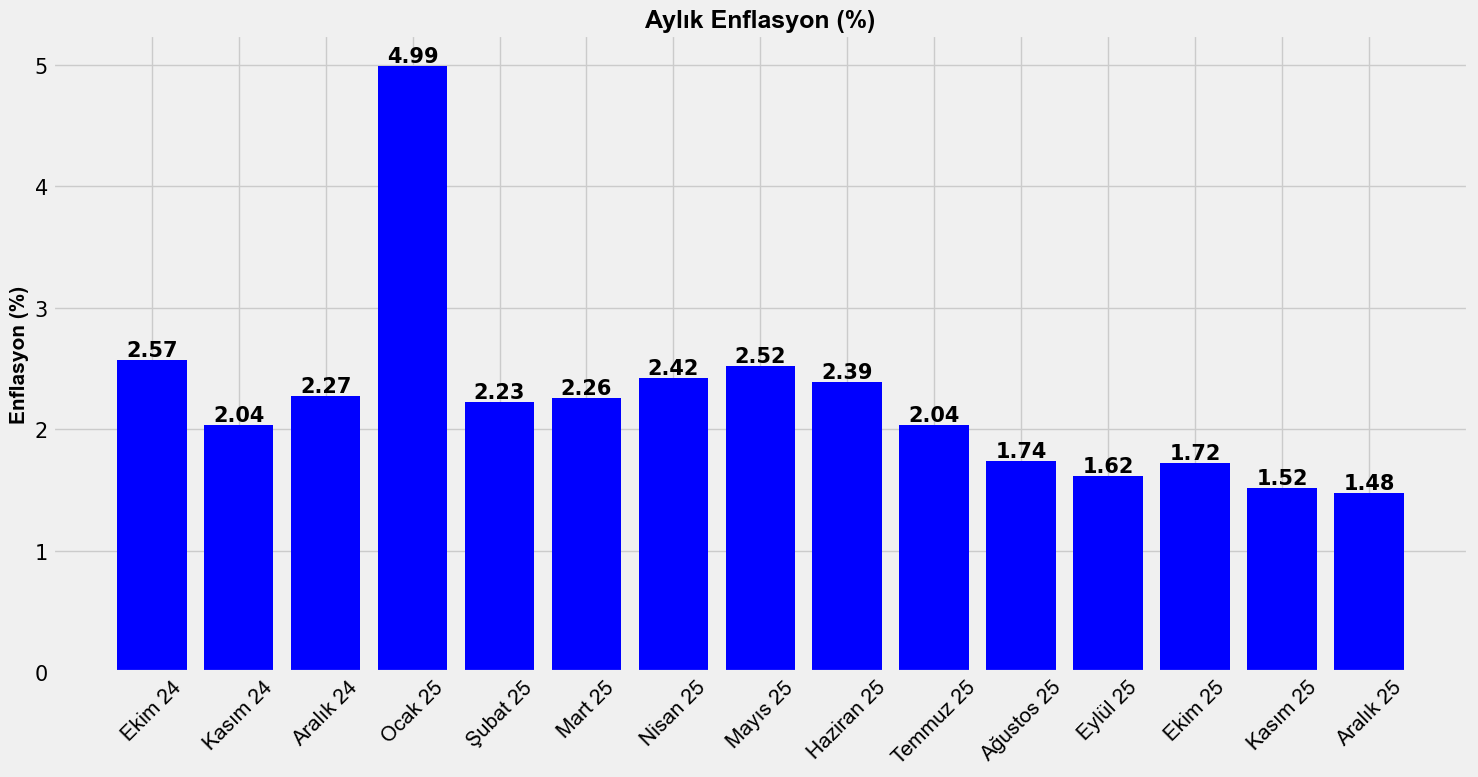 Aylık Enflasyon (%)
Enflasyon (%)
5
4
3
2
1
0
2.57
2.04
2.27
4.99
2.23
2.26
2.42
2.52
2.39
2.04
1.74
1.62
1.72
1.52
1.48
Ekim 24
Kasım 24
Aralık 24
Ocak 25
Şubat 25
Mart 25
Nisan 25
Mayıs 25
Haziran 25
Temmuz 25
Ağustos 25
Eylül 25
Ekim 25
Kasım 25
Aralık 25